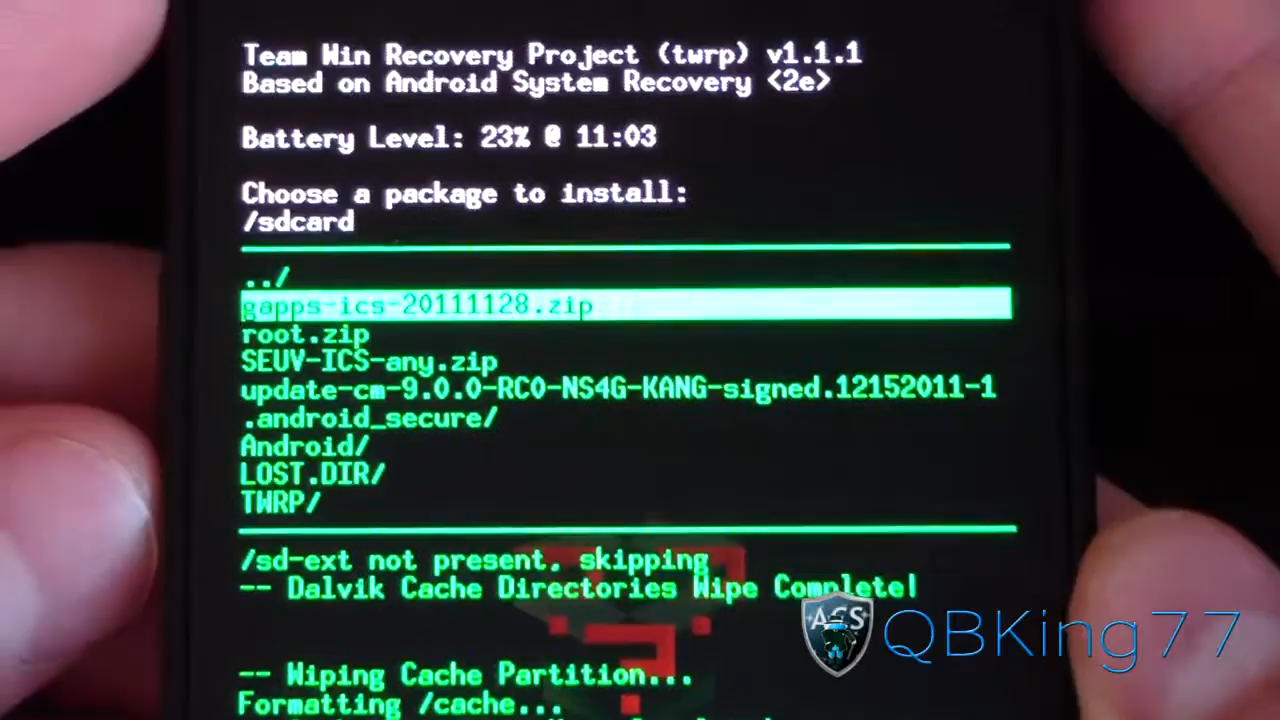 Team Win Recovery Project (twrp) v1.1.1
Based on Android System Recovery <2e>
Battery Level: 23% @ 11:03
Choose a package to install:
/sdcard
../
gapps-ics-20111128.zip
root.zip
SEUV-ICS-any.zip
update-cm-9.0.0-RC0-NS4G-KANG-signed.12152011-1
.android_secure/
Android/
LOST.DIR/
TWRP/
/sd-ext not present, skipping
-- Dalvik Cache Directories Wipe Complete!
ACS QBKing77
-- Wiping Cache Partition...
Formatting /cache...